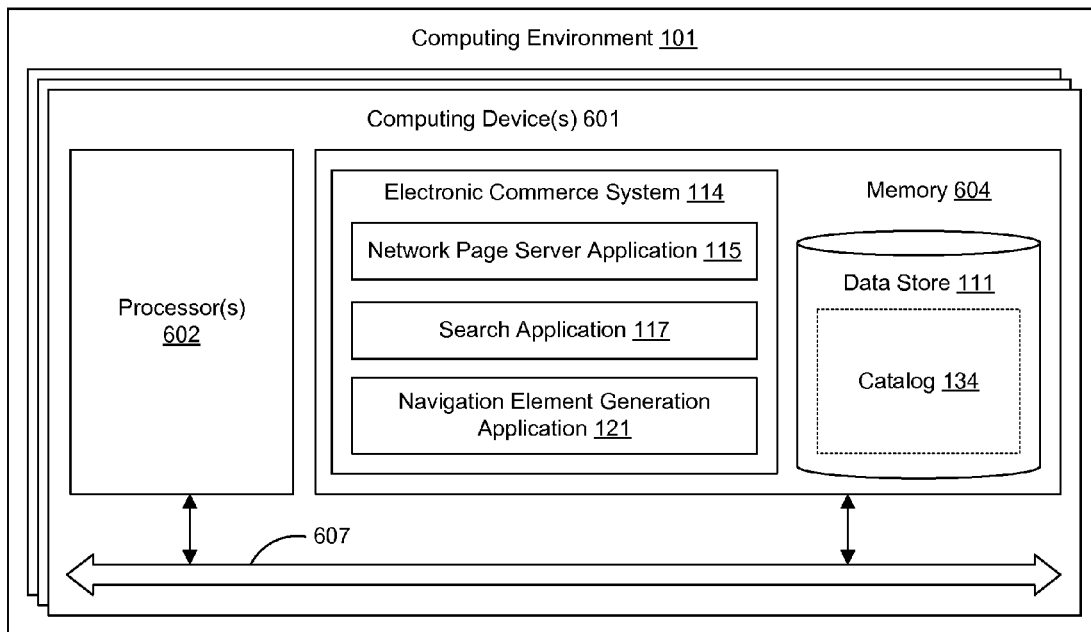 Computing Environment 101
Computing Device(s) 601
Processor(s)
602
Electronic Commerce System 114
Network Page Server Application 115
Search Application 117
Navigation Element Generation
Application 121
Memory 604
Data Store 111
Catalog 134
607